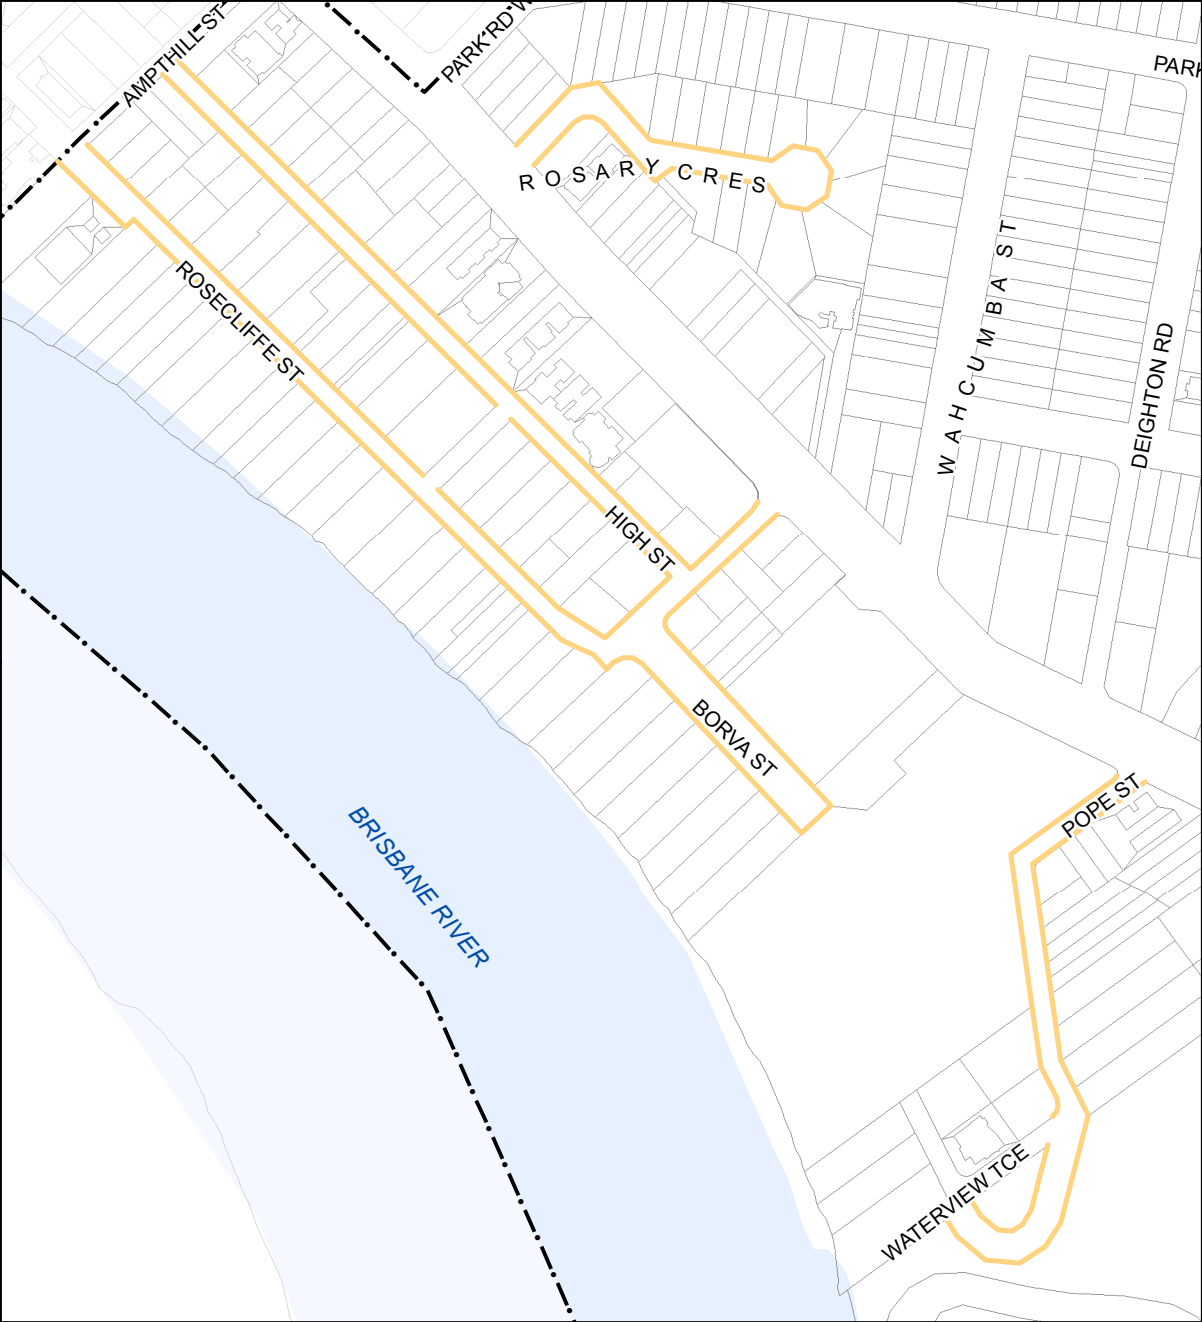 AMPTHILL ST
PARK RD W
PARK
ROSARY CRES
WAHCUMBA ST
DEIGHTON RD
ROSECLIFFE ST
HIGH ST
BORVA ST
POPE ST
BRISBANE RIVER
WATERVIEW TCE